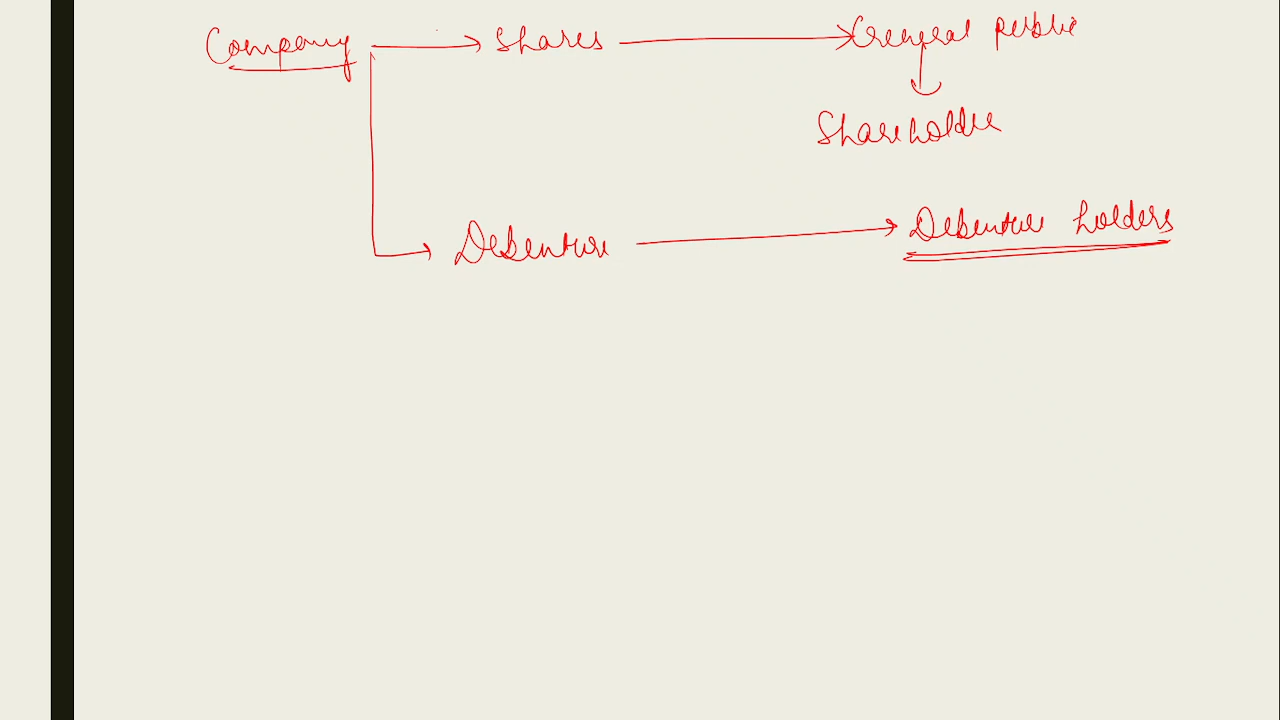 Company → Shares → General public
Shareholder
Debenture → Debenture holders